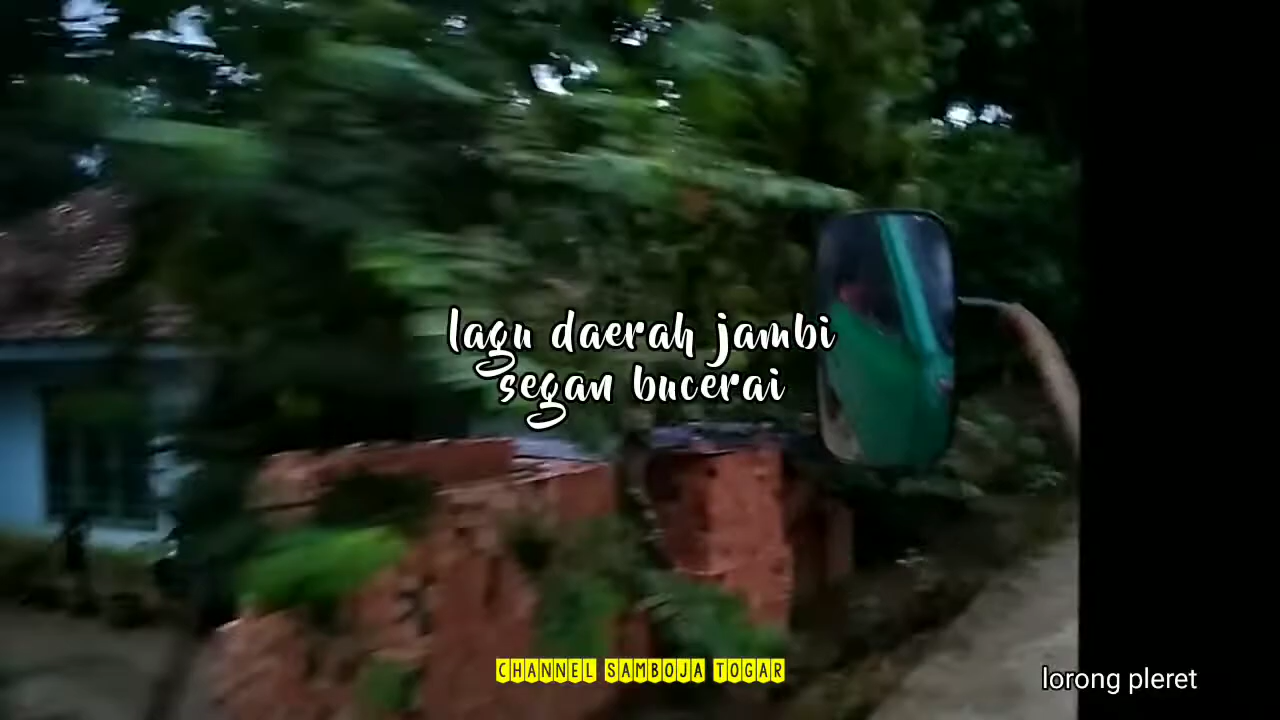 lagu daerah jambi
segan bucerai
CHANNEL SAMBOJA TOGAR
lorong pleret